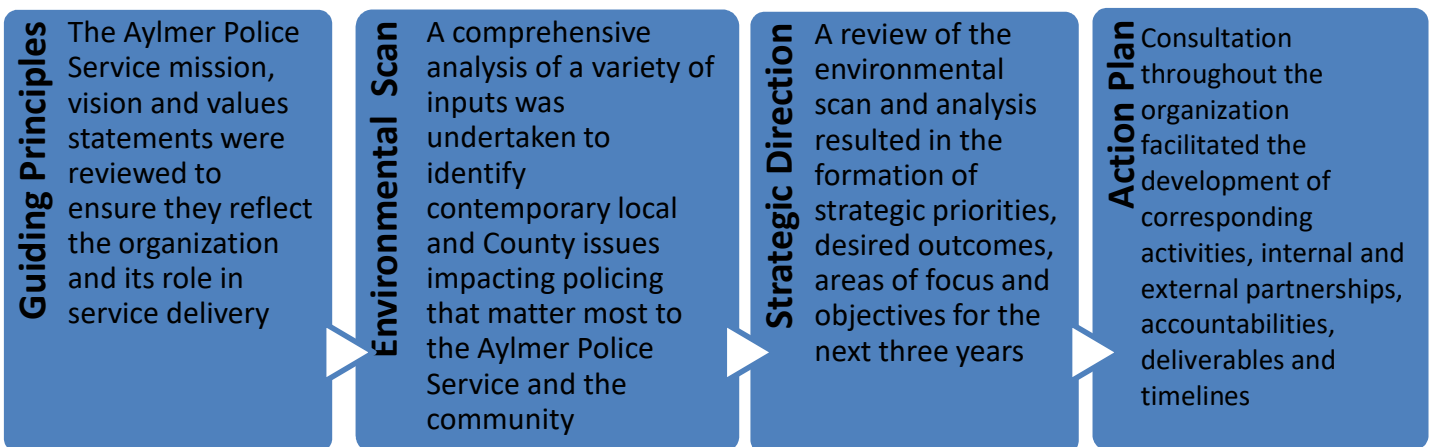 Guiding Principles
The Aylmer Police
Service mission,
vision and values
statements were
reviewed to
ensure they reflect
the organization
and its role in
service delivery
Environmental Scan
A comprehensive
analysis of a variety of
inputs was
undertaken to
identify
contemporary local
and County issues
impacting policing
that matter most to
the Aylmer Police
Service and the
community
Strategic Direction
A review of the
environmental
scan and analysis
resulted in the
formation of
strategic priorities,
desired outcomes,
areas of focus and
objectives for the
next three years
Action Plan
Consultation
throughout the
organization
facilitated the
development of
corresponding
activities, internal and
external partnerships,
accountabilities,
deliverables and
timelines